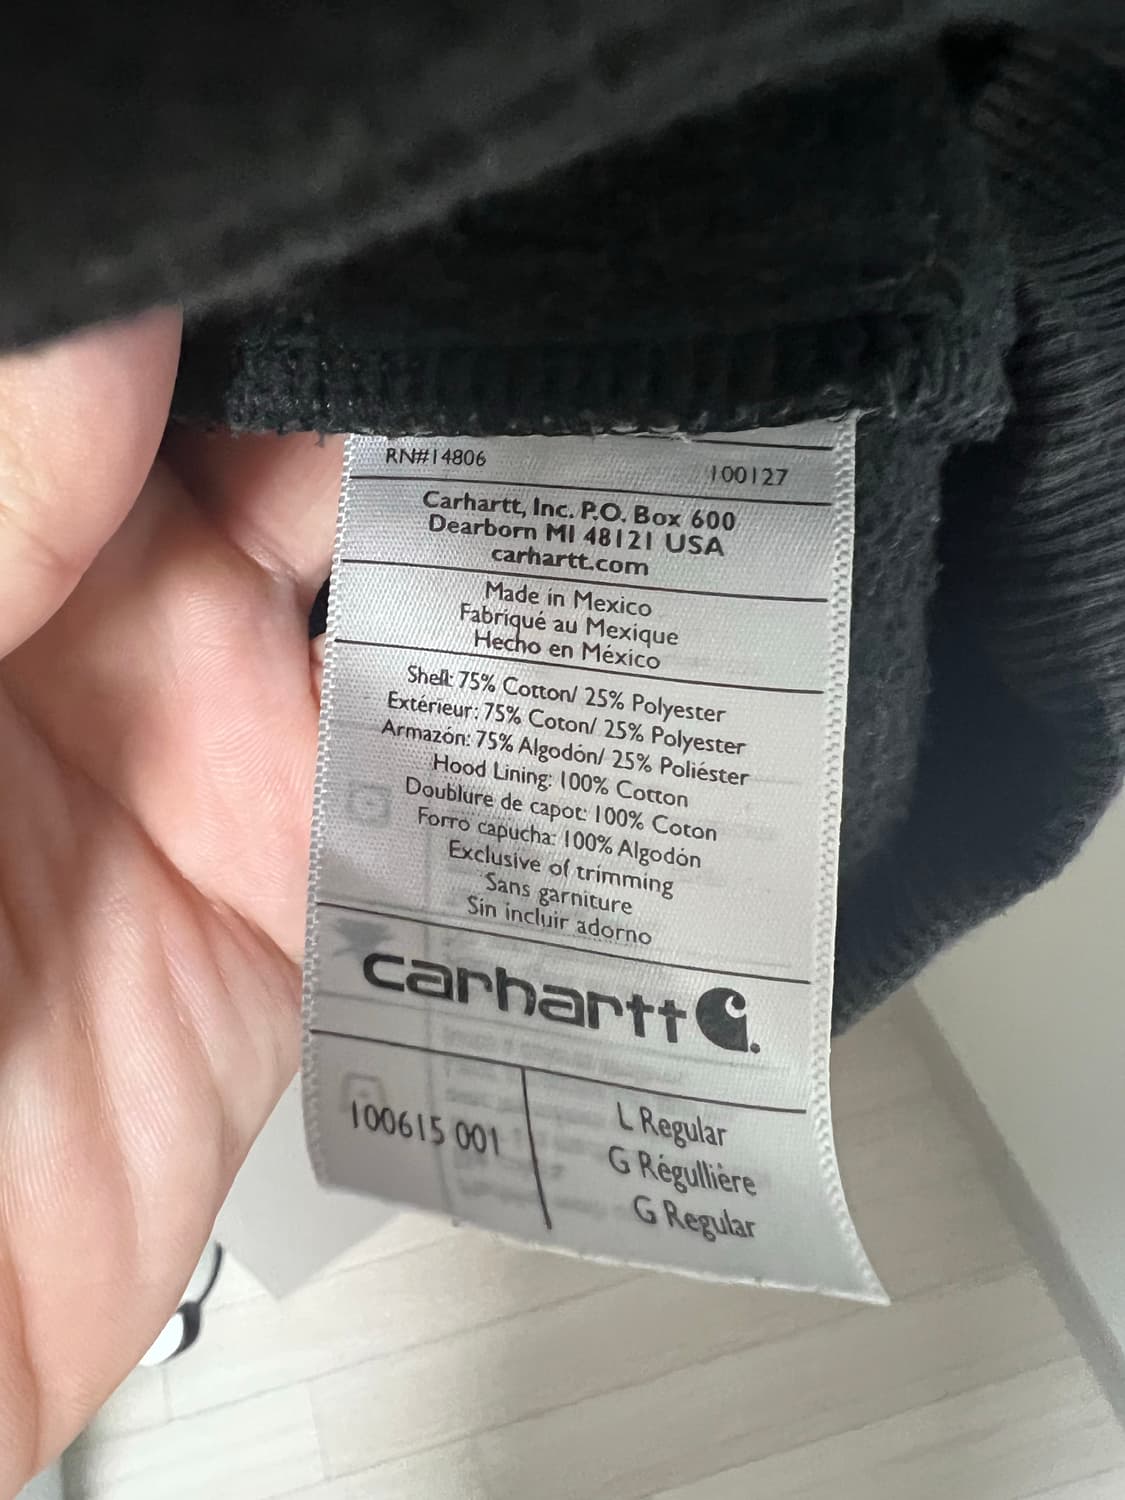 RN#14806 100127
Carhartt, Inc. P.O. Box 600
Dearborn MI 48121 USA
carhartt.com
Made in Mexico
Fabriqué au Mexique
Hecho en México
Shell: 75% Cotton/ 25% Polyester
Extérieur: 75% Coton/ 25% Polyester
Armazón: 75% Algodón/ 25% Poliéster
Hood Lining: 100% Cotton
Doublure de capot: 100% Coton
Forro capucha: 100% Algodón
Exclusive of trimming
Sans garniture
Sin incluir adorno
carhartt
100615 001
L Regular
G Régullière
G Regular